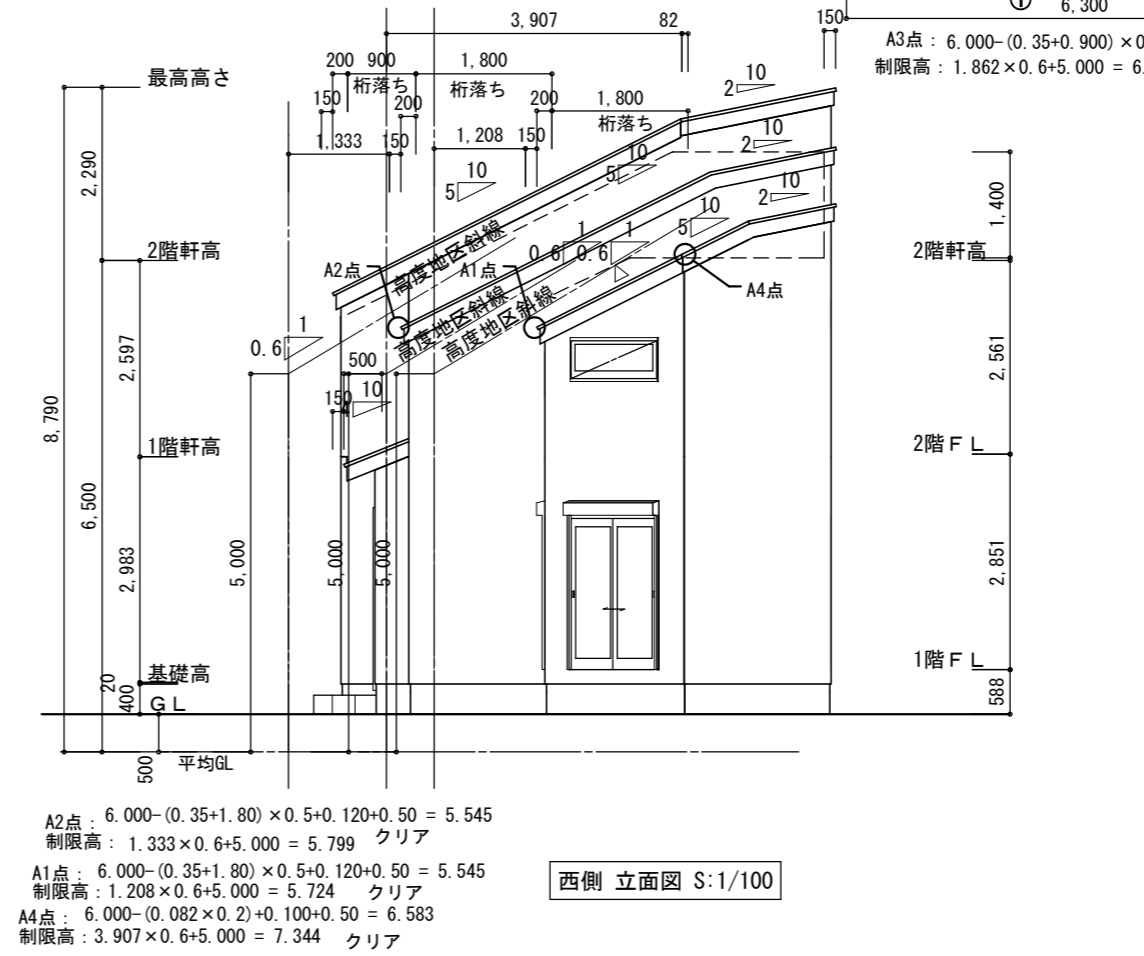 3,907
82
150
① 6,300
A3点： 6.000-(0.35+0.900)×0
制限高： 1.862×0.6+5.000 = 6.
最高高さ
200 900
1,800
桁落ち
桁落ち
150
200
200
1,800
桁落ち
1,333
150
1,208
150
10
2
10
2
10
5
10
5
10
2
10
5
2,290
1,400
2階軒高
2階軒高
A2点
高度地区斜線
A1点
1
0.6
1
0.6
A4点
高度地区斜線
高度地区斜線
1
0.6
500
2,597
2,561
8,790
150
10
1階軒高
2階ＦＬ
6,500
2,983
5,000
5,000
5,000
2,851
基礎高
1階ＦＬ
20
400
ＧＬ
588
500
平均GL
A2点： 6.000-(0.35+1.80)×0.5+0.120+0.50 = 5.545
制限高： 1.333×0.6+5.000 = 5.799 クリア
A1点： 6.000-(0.35+1.80)×0.5+0.120+0.50 = 5.545
制限高：1.208×0.6+5.000 = 5.724 クリア
A4点： 6.000-(0.082×0.2)+0.100+0.50 = 6.583
制限高：3.907×0.6+5.000 = 7.344 クリア
西側 立面図 S:1/100